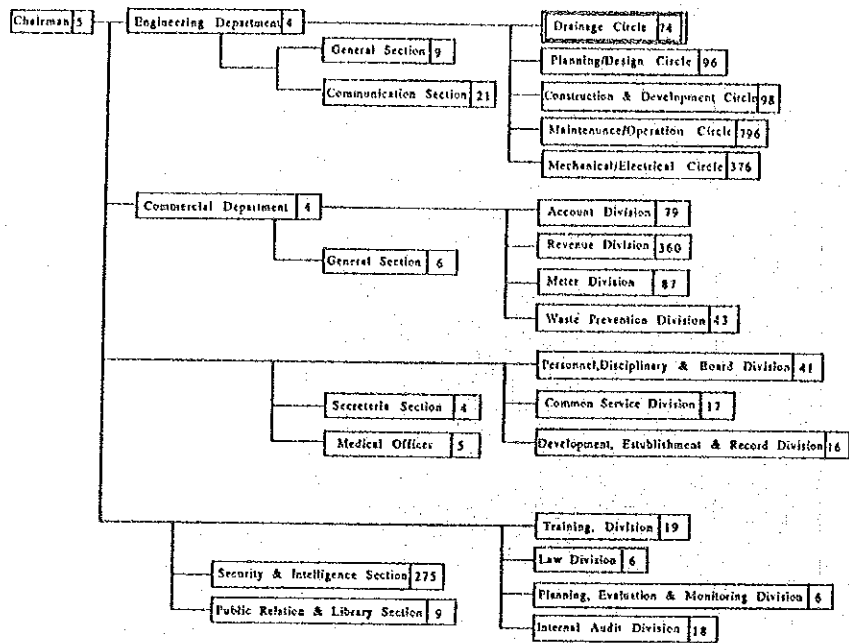 Chairman 5
Engineering Department 4
Drainage Circle 74
General Section 9
Planning/Design Circle 96
Communication Section 21
Construction & Development Circle 98
Maintenunce/Operation Circle 796
Mechanical/Electrical Circle 376
Commercial Department 4
Account Division 79
Revenue Division 360
General Section 6
Meter Division 87
Waste Prevention Division 43
Personnel,Disciplinary & Board Division 41
Secreteria Section 4
Common Service Division 17
Medical Officer 5
Development, Establishment & Record Division 16
Training, Division 19
Law Division 6
Security & Intelligence Section 275
Planning, Evaluation & Monitoring Division 6
Public Relation & Library Section 9
Internal Audit Division 18